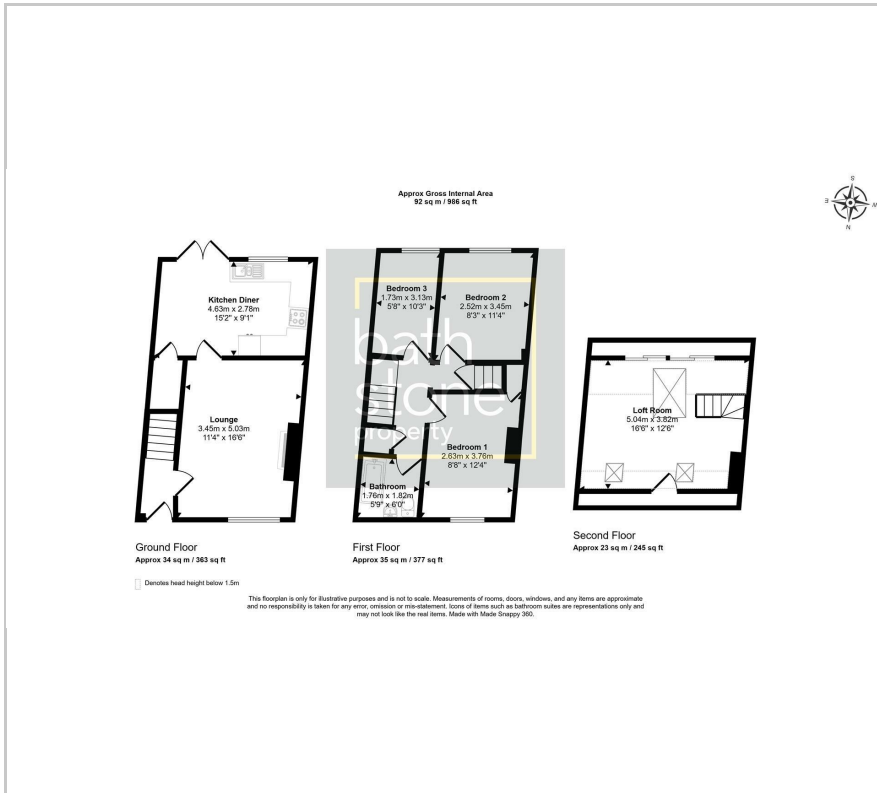 Approx Gross Internal Area
92 sq m / 986 sq ft
S
E
W
N
Kitchen Diner
4.63m x 2.78m
15'2" x 9'1"
Lounge
3.45m x 5.03m
11'4" x 16'6"
Ground Floor
Approx 34 sq m / 363 sq ft
Denotes head height below 1.5m
Bedroom 3
1.73m x 3.13m
5'8" x 10'3"
Bedroom 2
2.52m x 3.45m
8'3" x 11'4"
bath
stone
property
Bedroom 1
2.63m x 3.76m
8'8" x 12'4"
Bathroom
1.76m x 1.82m
5'9" x 6'0"
First Floor
Approx 35 sq m / 377 sq ft
Loft Room
5.04m x 3.82m
16'6" x 12'6"
Second Floor
Approx 23 sq m / 245 sq ft
This floorplan is only for illustrative purposes and is not to scale. Measurements of rooms, doors, windows, and any items are approximate
and no responsibility is taken for any error, omission or mis-statement. Icons of items such as bathroom suites are representations only and
may not look like the real items. Made with Made Snappy 360.